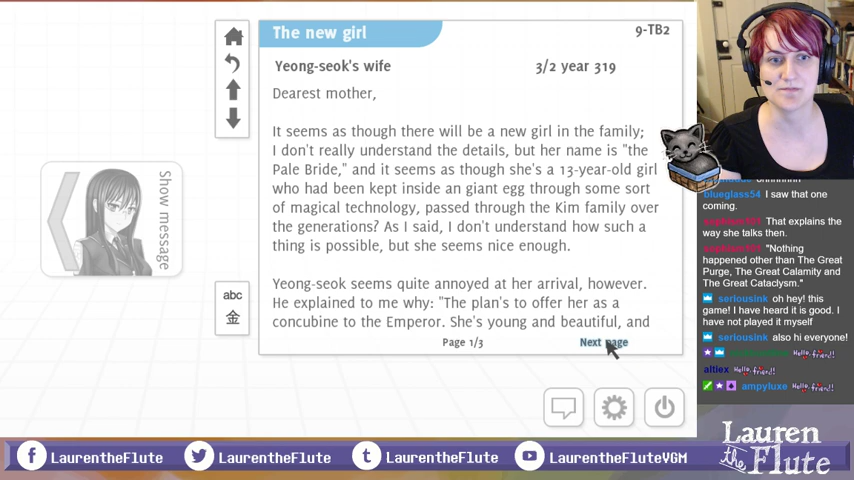 The new girl
9-TB2
Yeong-seok's wife
3/2 year 319
Dearest mother,
It seems as though there will be a new girl in the family;
I don't really understand the details, but her name is "the
Pale Bride," and it seems as though she's a 13-year-old girl
who had been kept inside an giant egg through some sort
of magical technology, passed through the Kim family over
the generations? As I said, I don't understand how such a
thing is possible, but she seems nice enough.
Yeong-seok seems quite annoyed at her arrival, however.
He explained to me why: "The plan's to offer her as a
concubine to the Emperor. She's young and beautiful, and
Page 1/3
Next page
Show message
abc
金
blueglass54 I saw that one
coming.
That explains the
way she talks then.
"Nothing
happened other than The Great
Purge, The Great Calamity and
The Great Cataclysm."
seriousink oh hey! this
game! I have heard it is good. I
have not played it myself
seriousink also hi everyone!
Hello, friend!
altiex Hello, friend!
ampyluxe Hello, friend!
LaurentheFlute
LaurentheFlute
LaurentheFlute
LaurentheFluteVGM
Lauren
the Flute